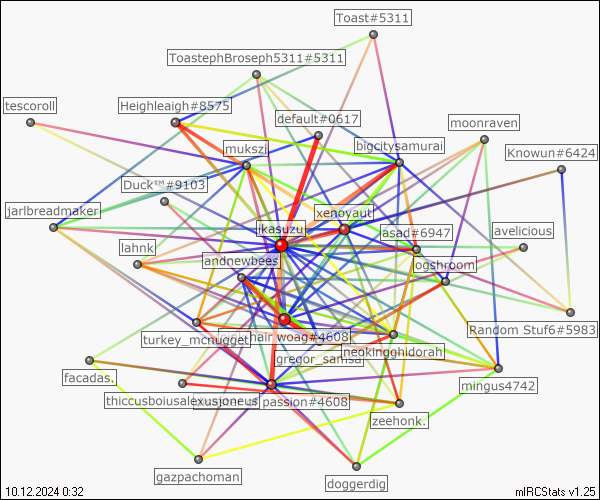 Toast#5311
ToastephBroseph5311#5311
tescoroll
Heighleaigh#8575
default#0617
moonraven
bigcitysamurai
mukszi
Knowun#6424
Duck™#9103
jarlbreadmaker
xenoyaut
ikasuzu
asad#6947
avelicious
lahnk
andnewbees
ogshroom
Random Stuf6#5983
turkey_mcnugget
hair woag#4608
gregor_samsa
neokingghidorah
facadas.
mingus4742
thiccusboiusalexusjoneus
passion#4608
zeehonk.
gazpachoman
doggerdig
10.12.2024 0:32
mIRCStats v1.25